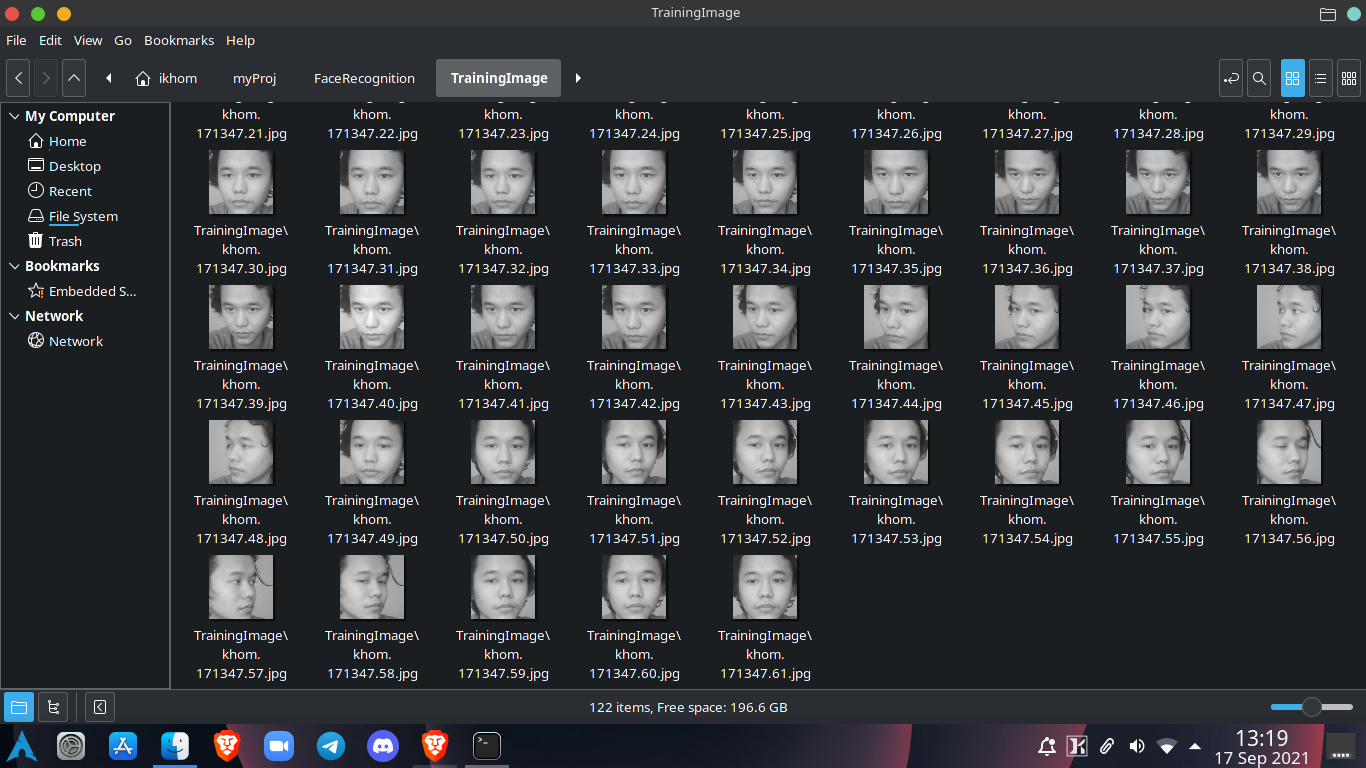 TrainingImage
File Edit View Go Bookmarks Help
ikhom myProj FaceRecognition TrainingImage
My Computer
Home
Desktop
Recent
File System
Trash
Bookmarks
Embedded S...
Network
Network
khom. khom. khom. khom. khom. khom. khom. khom. khom.
171347.21.jpg 171347.22.jpg 171347.23.jpg 171347.24.jpg 171347.25.jpg 171347.26.jpg 171347.27.jpg 171347.28.jpg 171347.29.jpg
TrainingImage\ TrainingImage\ TrainingImage\ TrainingImage\ TrainingImage\ TrainingImage\ TrainingImage\ TrainingImage\ TrainingImage\
khom. khom. khom. khom. khom. khom. khom. khom. khom.
171347.30.jpg 171347.31.jpg 171347.32.jpg 171347.33.jpg 171347.34.jpg 171347.35.jpg 171347.36.jpg 171347.37.jpg 171347.38.jpg
TrainingImage\ TrainingImage\ TrainingImage\ TrainingImage\ TrainingImage\ TrainingImage\ TrainingImage\ TrainingImage\ TrainingImage\
khom. khom. khom. khom. khom. khom. khom. khom. khom.
171347.39.jpg 171347.40.jpg 171347.41.jpg 171347.42.jpg 171347.43.jpg 171347.44.jpg 171347.45.jpg 171347.46.jpg 171347.47.jpg
TrainingImage\ TrainingImage\ TrainingImage\ TrainingImage\ TrainingImage\ TrainingImage\ TrainingImage\ TrainingImage\ TrainingImage\
khom. khom. khom. khom. khom. khom. khom. khom. khom.
171347.48.jpg 171347.49.jpg 171347.50.jpg 171347.51.jpg 171347.52.jpg 171347.53.jpg 171347.54.jpg 171347.55.jpg 171347.56.jpg
TrainingImage\ TrainingImage\ TrainingImage\ TrainingImage\ TrainingImage\
khom. khom. khom. khom. khom.
171347.57.jpg 171347.58.jpg 171347.59.jpg 171347.60.jpg 171347.61.jpg
122 items, Free space: 196.6 GB
13:19
17 Sep 2021